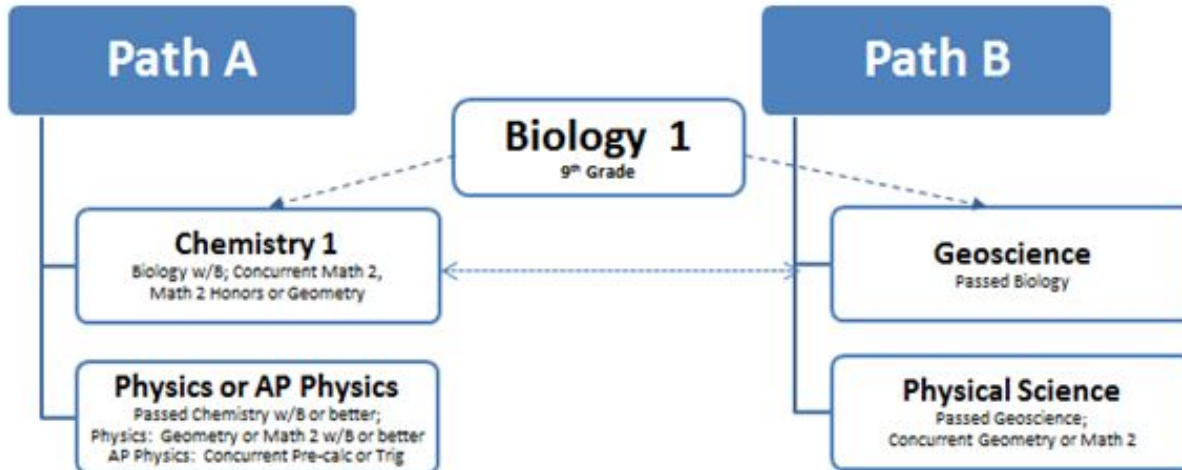 Path A
Path B
Biology 1
9th Grade
Chemistry 1
Biology w/B; Concurrent Math 2,
Math 2 Honors or Geometry
Geoscience
Passed Biology
Physics or AP Physics
Passed Chemistry w/B or better;
Physics: Geometry or Math 2 w/B or better
AP Physics: Concurrent Pre-calc or Trig
Physical Science
Passed Geoscience;
Concurrent Geometry or Math 2